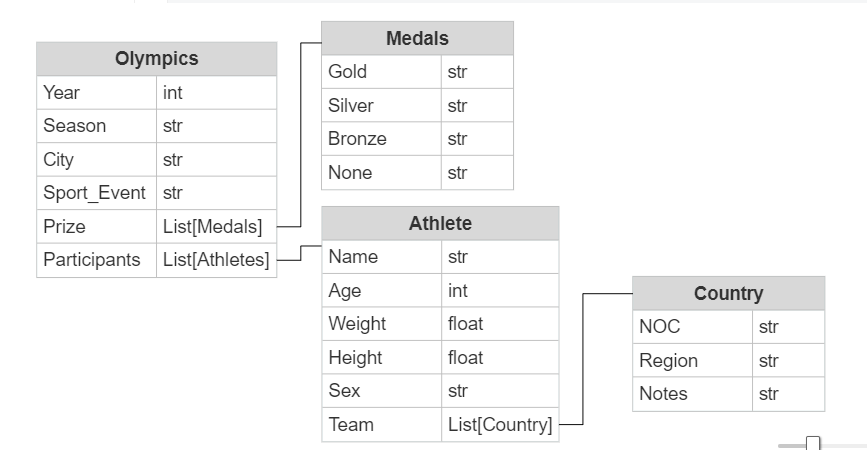 Olympics
Year int
Season str
City str
Sport_Event str
Prize List[Medals]
Participants List[Athletes]
Medals
Gold str
Silver str
Bronze str
None str
Athlete
Name str
Age int
Weight float
Height float
Sex str
Team List[Country]
Country
NOC str
Region str
Notes str